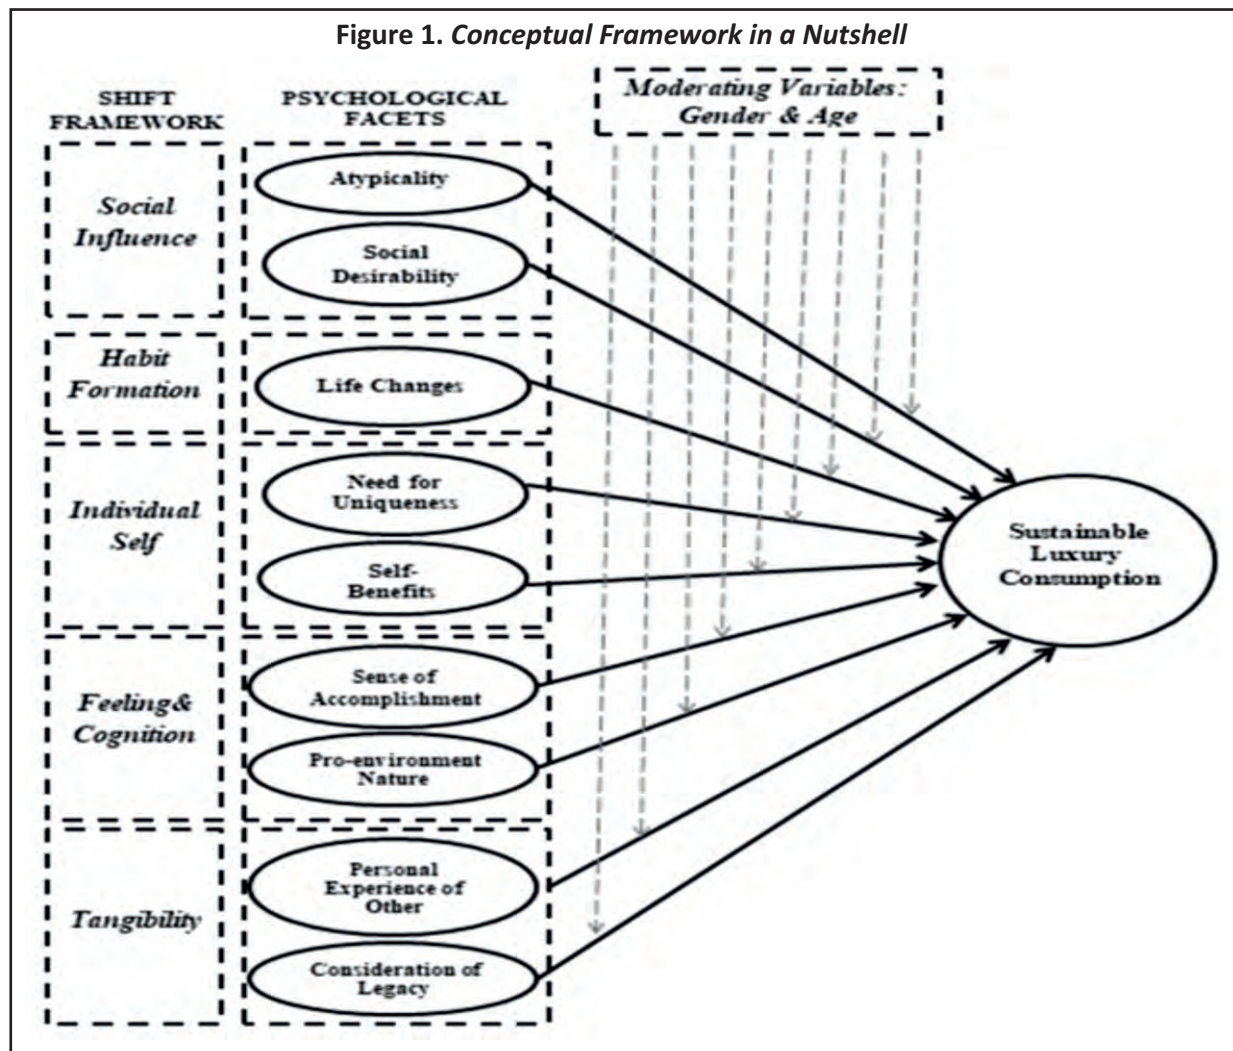 Figure 1. Conceptual Framework in a Nutshell
SHIFT
FRAMEWORK
PSYCHOLOGICAL
FACETS
Moderating Variables:
Gender & Age
Social
Influence
Atypicality
Social
Desirability
Habit
Formation
Life Changes
Individual
Self
Need for
Uniqueness
Self-
Benefits
Feeling&
Cognition
Sense of
Accomplishment
Pro-environment
Nature
Tangibility
Personal
Experience of
Other
Consideration of
Legacy
Sustainable
Luxury
Consumption